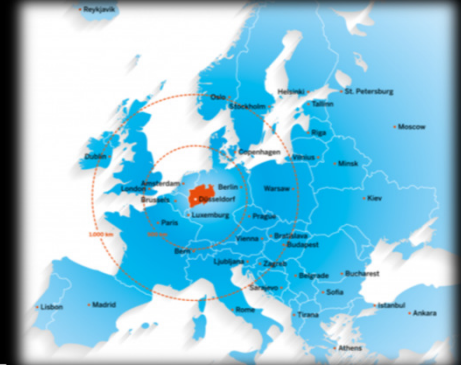 Reykjavik
Helsinki
St. Petersburg
Oslo
Stockholm
Tallinn
Riga
Moscow
Copenhagen
Dublin
Vilnius
Minsk
Amsterdam
London
Berlin
Warsaw
Düsseldorf
Brussels
Kiev
Luxemburg
Prague
Paris
1.000 km
Vienna
Bratislava
Budapest
Bern
Ljubljana
Zagreb
Belgrade
Bucharest
Sarajevo
Sofia
Lisbon
Madrid
Rome
Istanbul
Ankara
Tirana
Athens